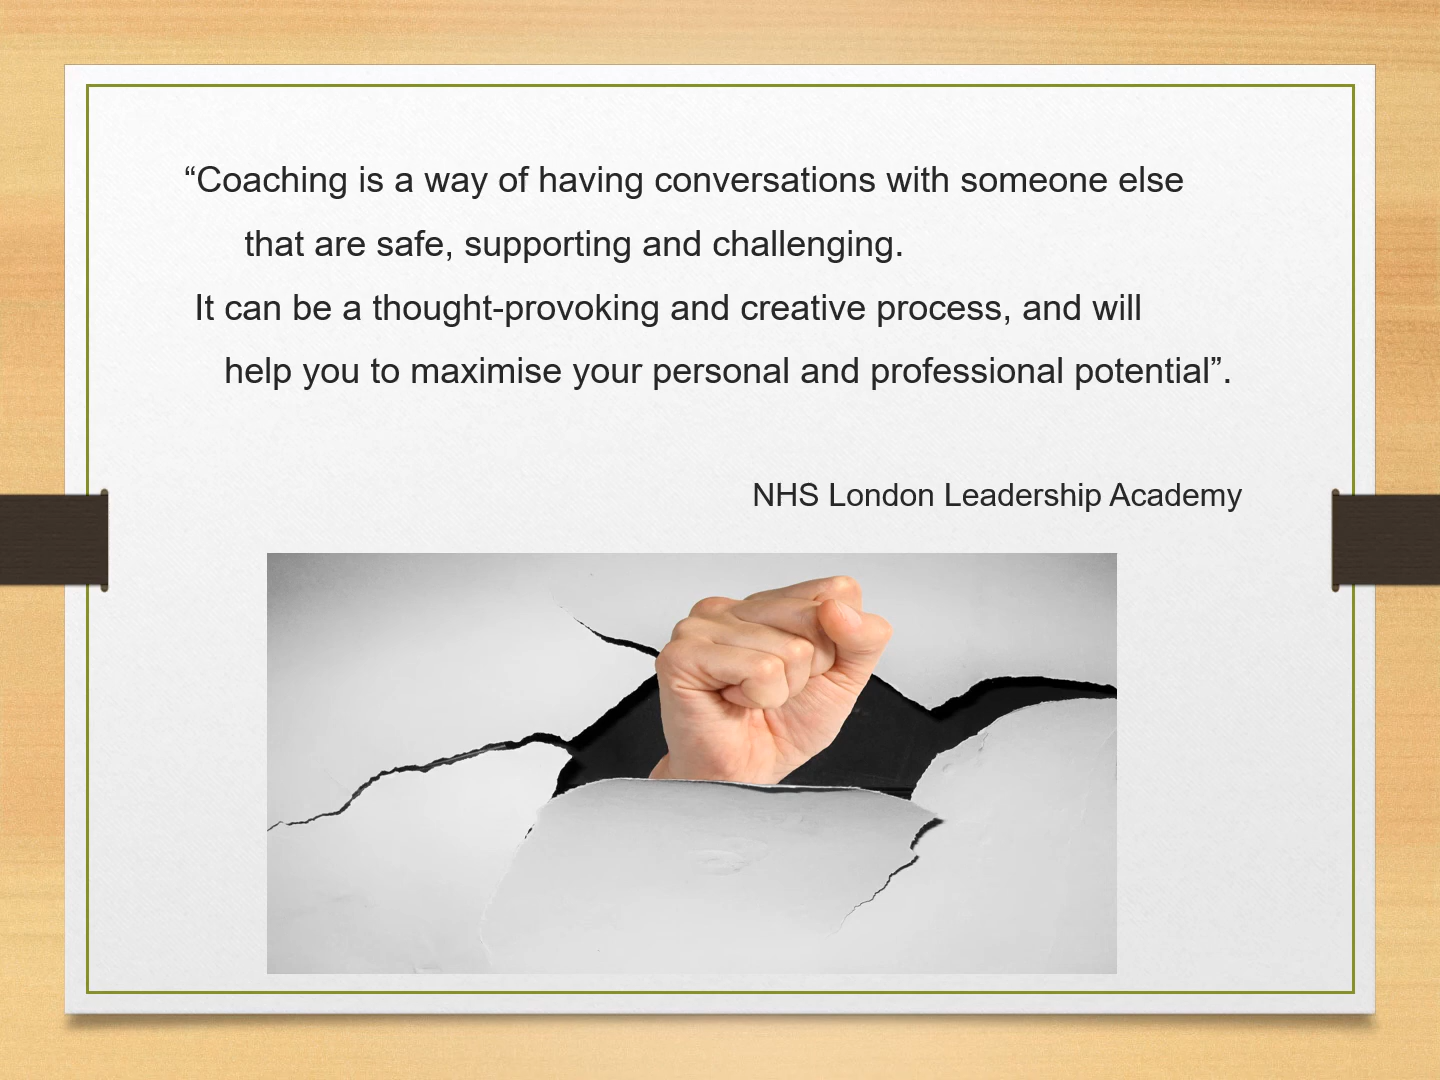 “Coaching is a way of having conversations with someone else
that are safe, supporting and challenging.
It can be a thought-provoking and creative process, and will
help you to maximise your personal and professional potential”.
NHS London Leadership Academy